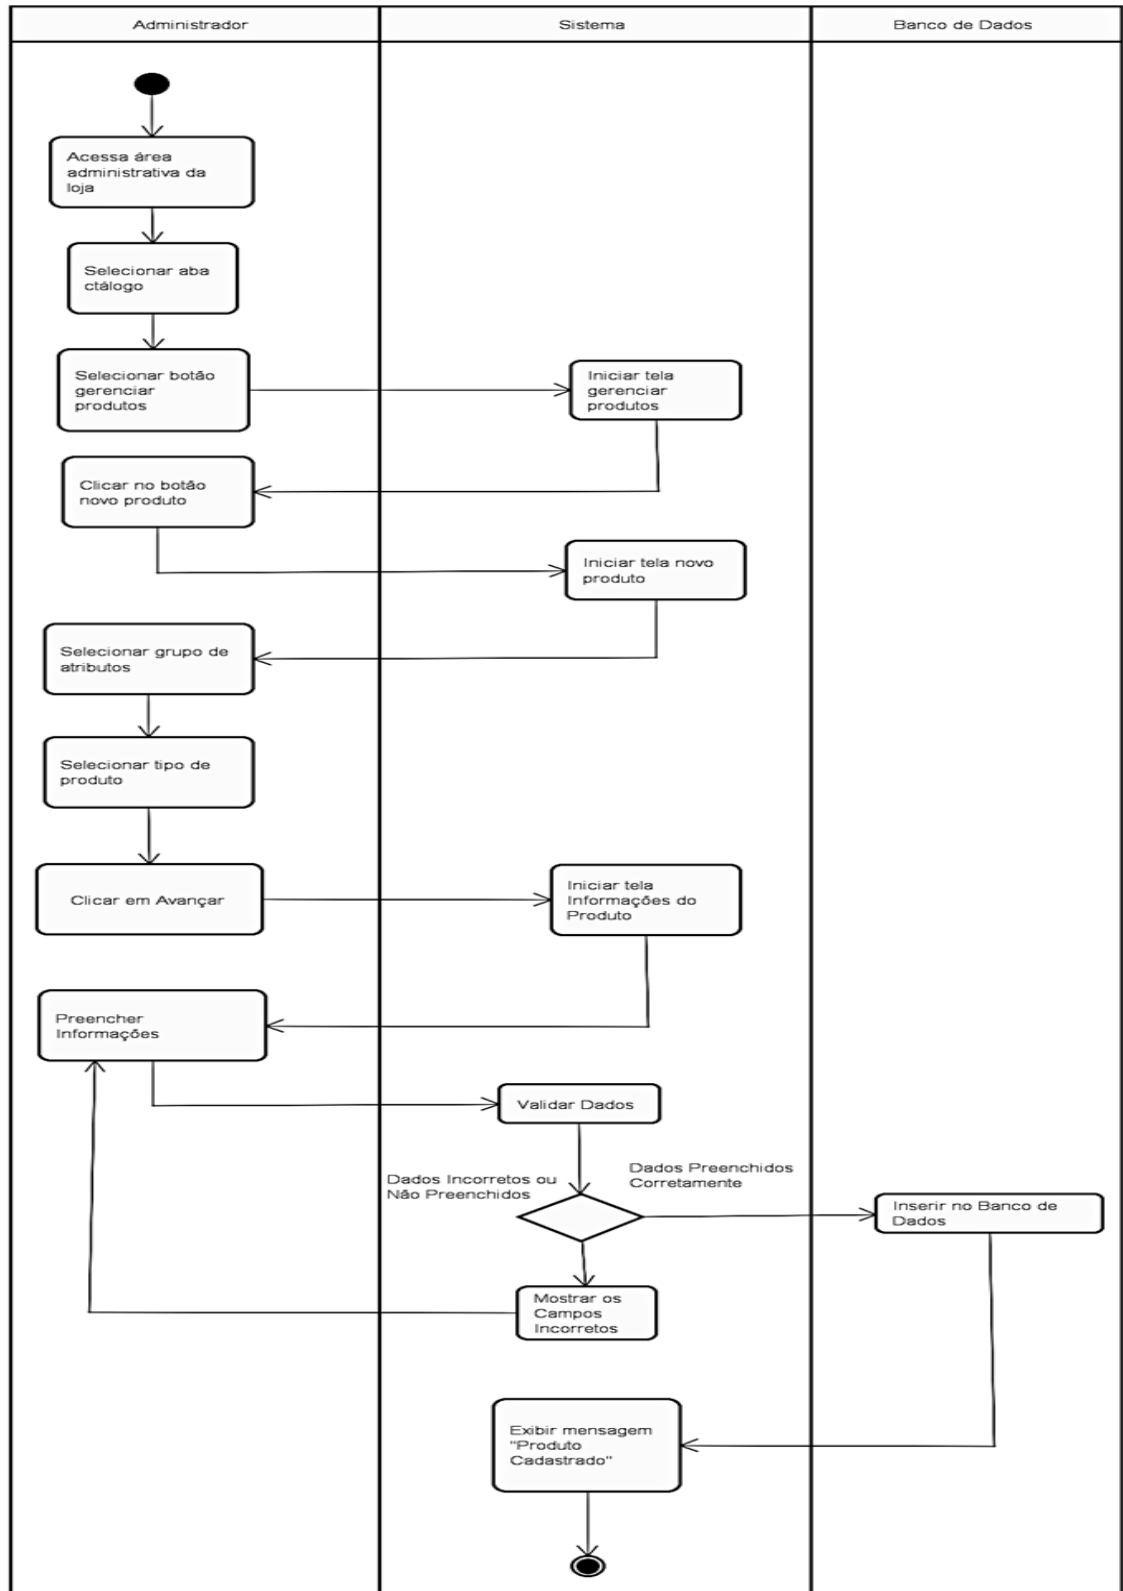 Administrador
Sistema
Banco de Dados
Acessa área
administrativa da
loja
Selecionar aba
ctálogo
Selecionar botão
gerenciar
produtos
Iniciar tela
gerenciar
produtos
Clicar no botão
novo produto
Iniciar tela novo
produto
Selecionar grupo de
atributos
Selecionar tipo de
produto
Clicar em Avançar
Iniciar tela
Informações do
Produto
Preencher
Informações
Validar Dados
Dados Incorretos ou
Não Preenchidos
Dados Preenchidos
Corretamente
Inserir no Banco de
Dados
Mostrar os
Campos
Incorretos
Exibir mensagem
"Produto
Cadastrado"